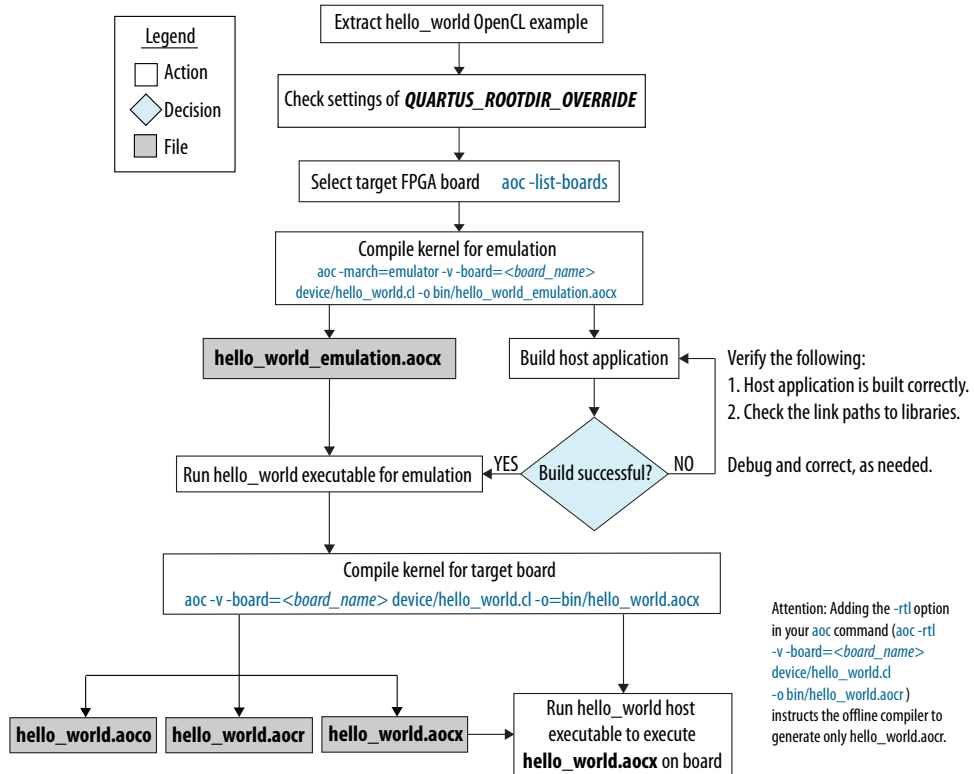 Legend
Action
Decision
File
Extract hello_world OpenCL example
Check settings of QUARTUS_ROOTDIR_OVERRIDE
Select target FPGA board aoc -list-boards
Compile kernel for emulation
aoc -march=emulator -v -board=<board_name>
device/hello_world.cl -o bin/hello_world_emulation.aocx
hello_world_emulation.aocx
Build host application
Verify the following:
1. Host application is built correctly.
2. Check the link paths to libraries.
Debug and correct, as needed.
Run hello_world executable for emulation
YES
Build successful?
NO
Compile kernel for target board
aoc -v -board=<board_name> device/hello_world.cl -o=bin/hello_world.aocx
Attention: Adding the -rtl option
in your aoc command (aoc -rtl
-v -board=<board_name>
device/hello_world.cl
-o bin/hello_world.aocr )
instructs the offline compiler to
generate only hello_world.aocr.
hello_world.aoco
hello_world.aocr
hello_world.aocx
Run hello_world host
executable to execute
hello_world.aocx on board